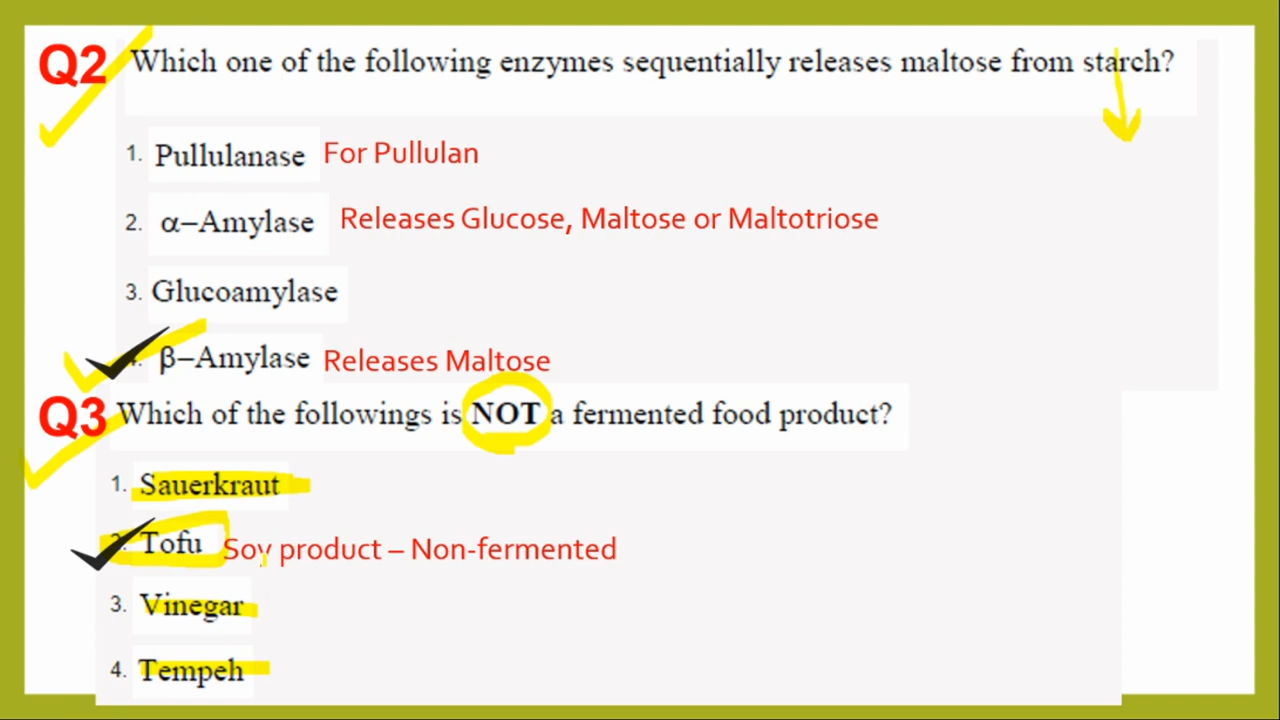 Q2 Which one of the following enzymes sequentially releases maltose from starch?
1. Pullulanase For Pullulan
2. α–Amylase Releases Glucose, Maltose or Maltotriose
3. Glucoamylase
4. β–Amylase Releases Maltose
Q3 Which of the followings is NOT a fermented food product?
1. Sauerkraut
2. Tofu Soy product – Non-fermented
3. Vinegar
4. Tempeh